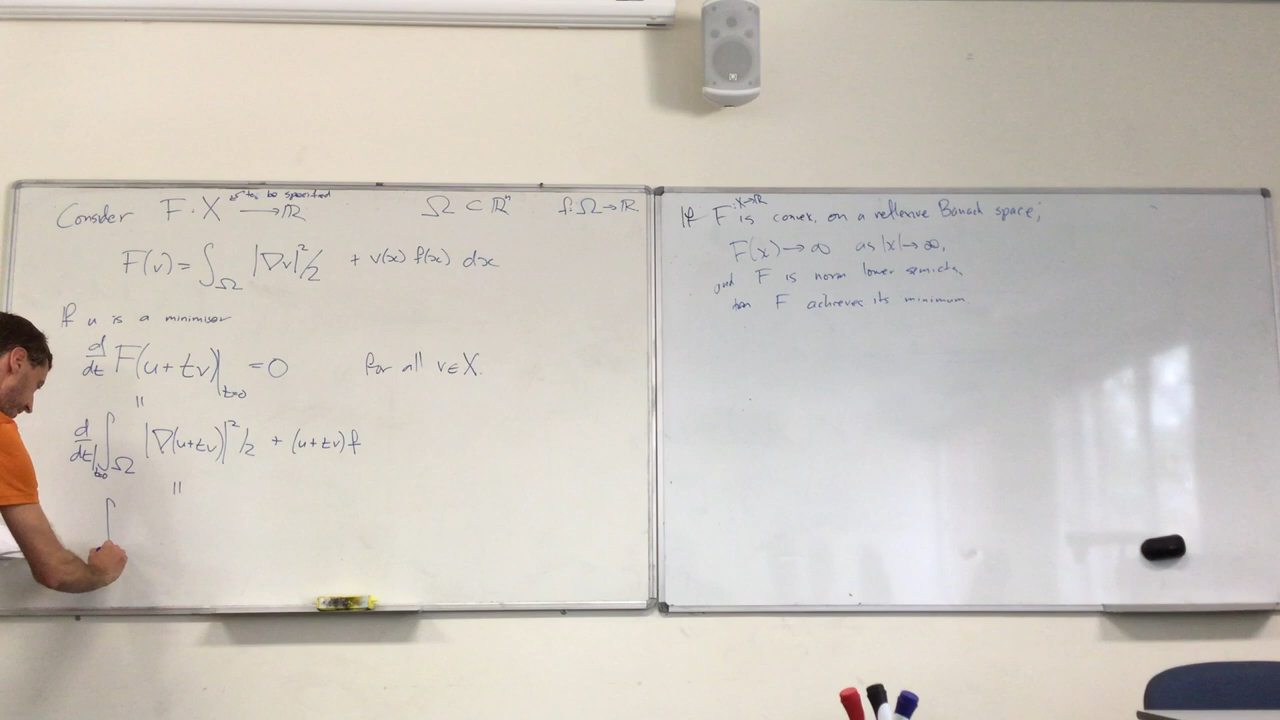 Consider F : X → ℝ to be specified Ω ⊂ ℝⁿ f: Ω → ℝ
F(v) = ∫_Ω |∇v|²/2 + v(x) f(x) dx
If u is a minimiser
d/dt F(u+tv)|_{t=0} = 0 for all v ∈ X.
||
d/dt|_{t=0} ∫_Ω |∇(u+tv)|²/2 + (u+tv)f
||
∫
If F : X→ℝ is convex, on a reflexive Banach space,
F(x) → ∞ as |x| → ∞,
and F is norm lower semicts,
then F achieves its minimum.